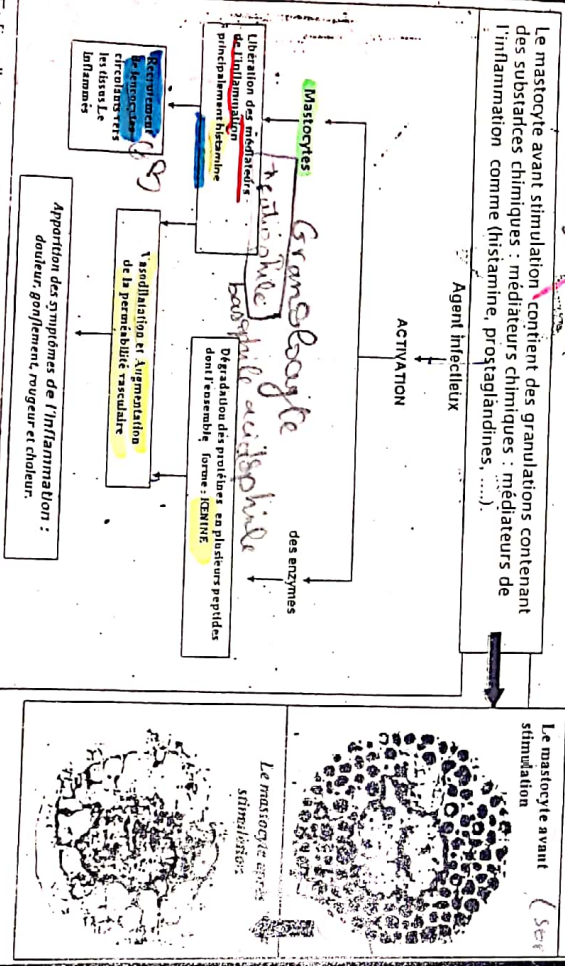 Le mastocyte avant stimulation contient des granulations contenant
des substances chimiques : médiateurs chimiques : médiateurs de
l'inflammation comme (histamine, prostaglandines, .....).
Agent infectieux
ACTIVATION
Mastocytes
des enzymes
Libération des médiateurs
de l'inflammation
principalement histamine
Dégradation des protéines en plusieurs peptides
dont l'ensemble forme : KENINE
Granulocyte
neutrophile
basophile acidophile
Recrutement
de leucocytes
circulants vers
les tissus Le
inflammés
(GB)
Vasodilatation et Augmentation
de la perméabilité vasculaire
Apparition des symptômes de l'inflammation :
douleur, gonflement, rougeur et chaleur.
Le mastocyte avant
stimulation
Le mastocyte après
stimulation